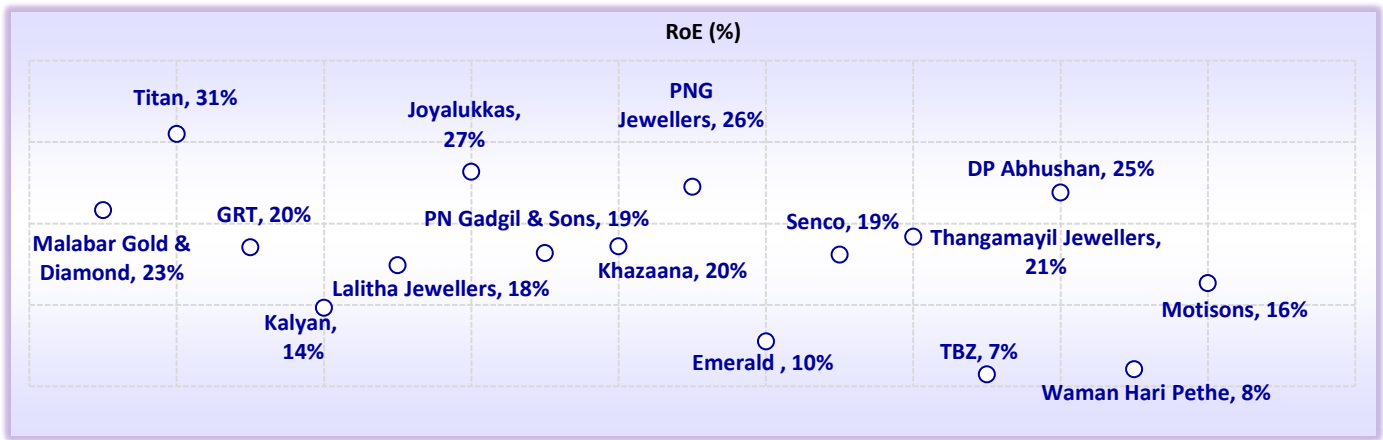 RoE (%)
Titan, 31%
Joyalukkas,
27%
PNG
Jewellers, 26%
DP Abhushan, 25%
GRT, 20%
PN Gadgil & Sons, 19%
Senco, 19%
Malabar Gold &
Diamond, 23%
Thangamayil Jewellers,
21%
Khazaana, 20%
Lalitha Jewellers, 18%
Motisons, 16%
Kalyan,
14%
Emerald , 10%
TBZ, 7%
Waman Hari Pethe, 8%